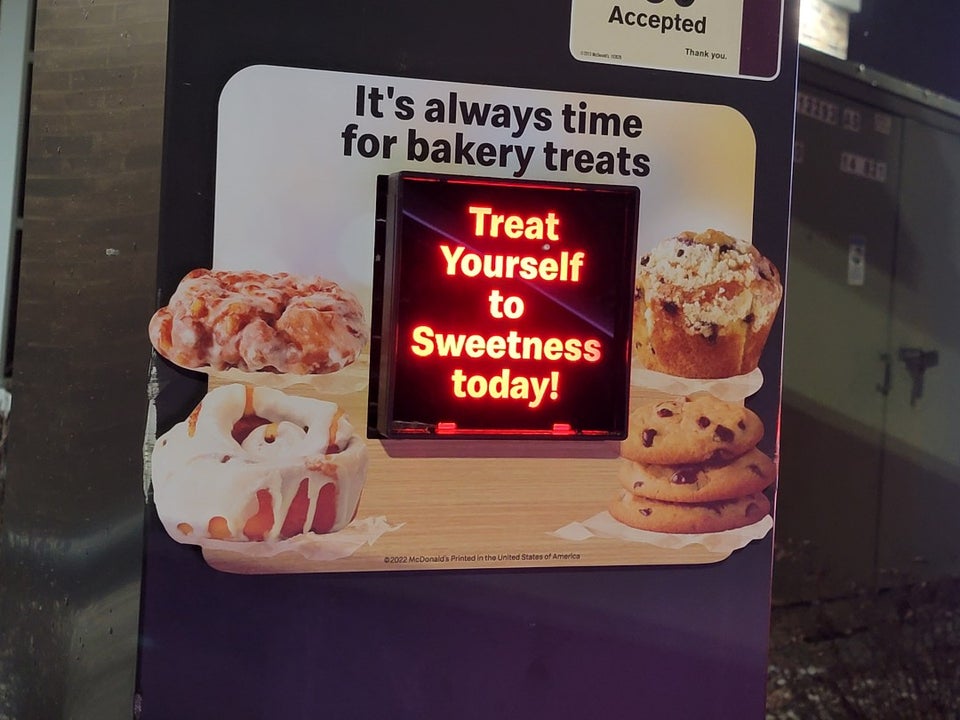 Accepted
Thank you.
It's always time
for bakery treats
Treat
Yourself
to
Sweetness
today!
©2022 McDonald's Printed in the United States of America